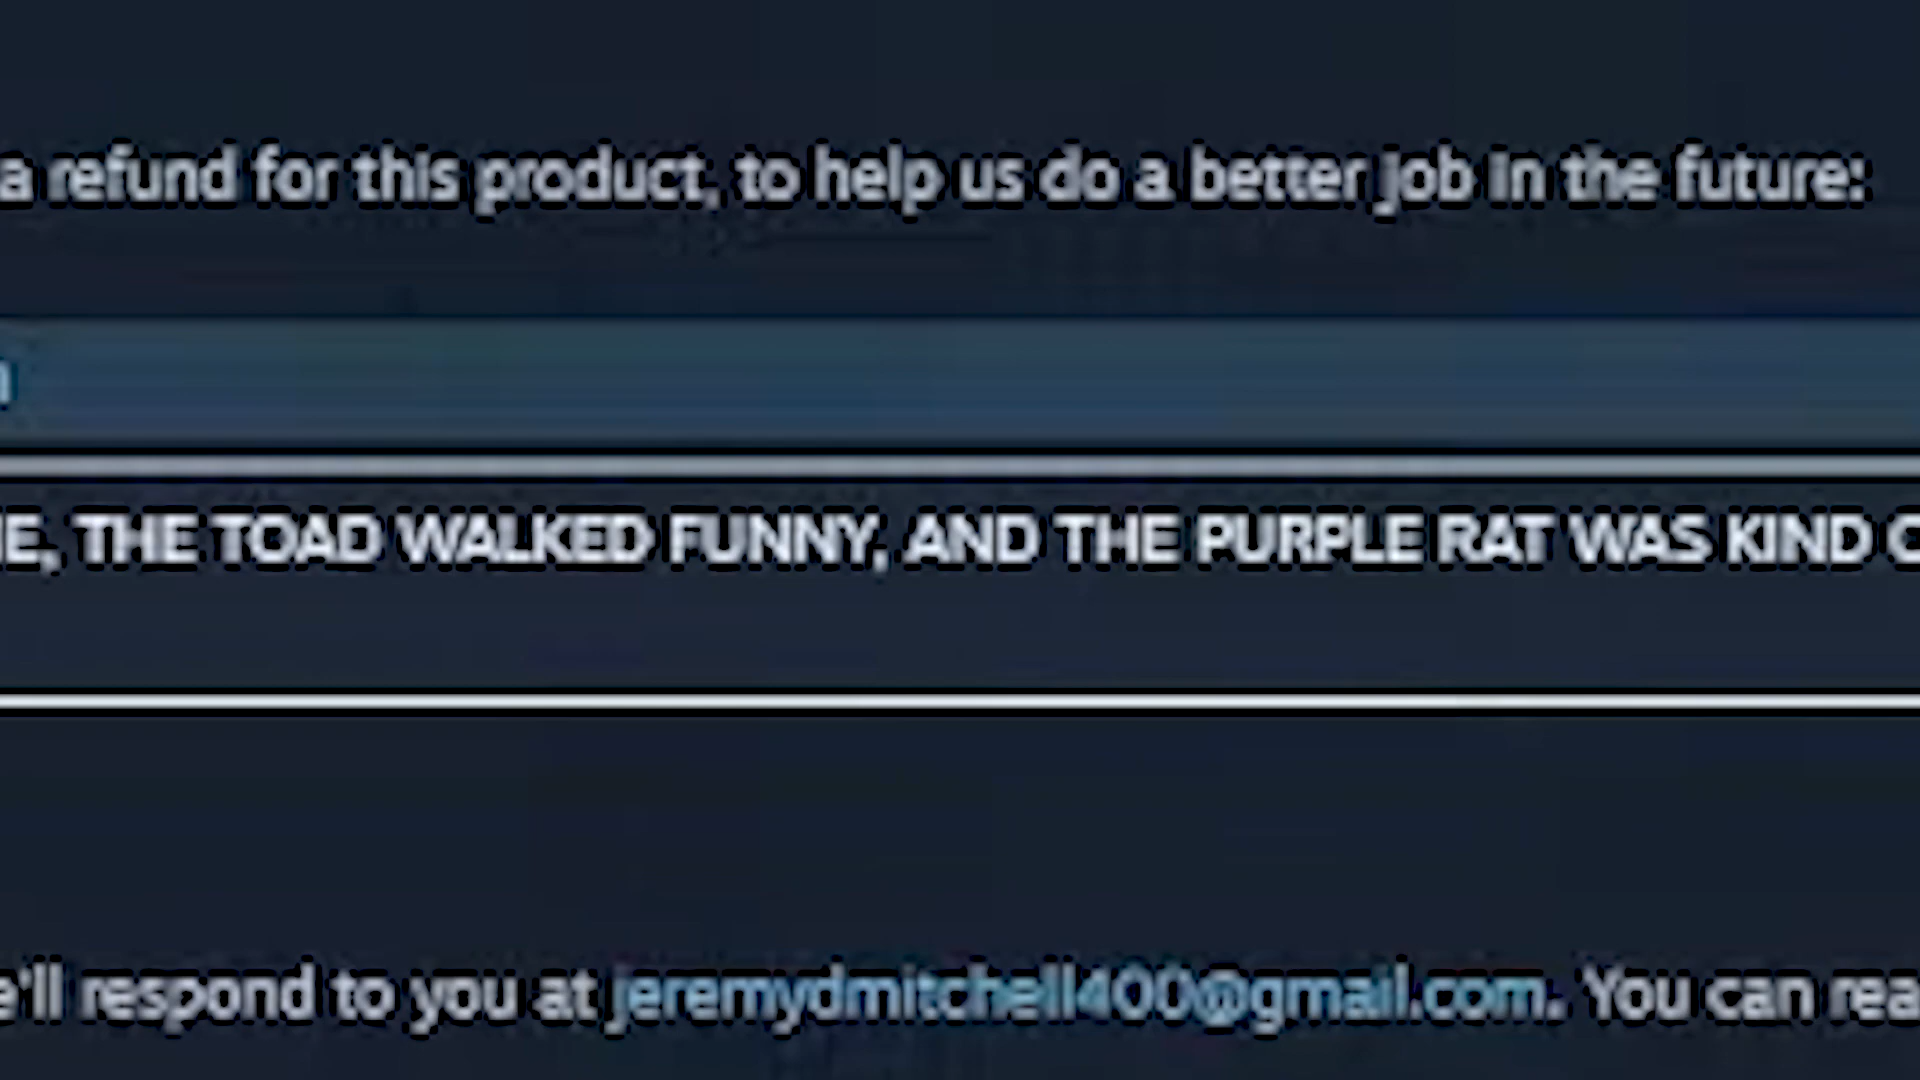 a refund for this product, to help us do a better job in the future:
E, THE TOAD WALKED FUNNY, AND THE PURPLE RAT WAS KIND
e'll respond to you at jeremydmitchell400@gmail.com. You can rea